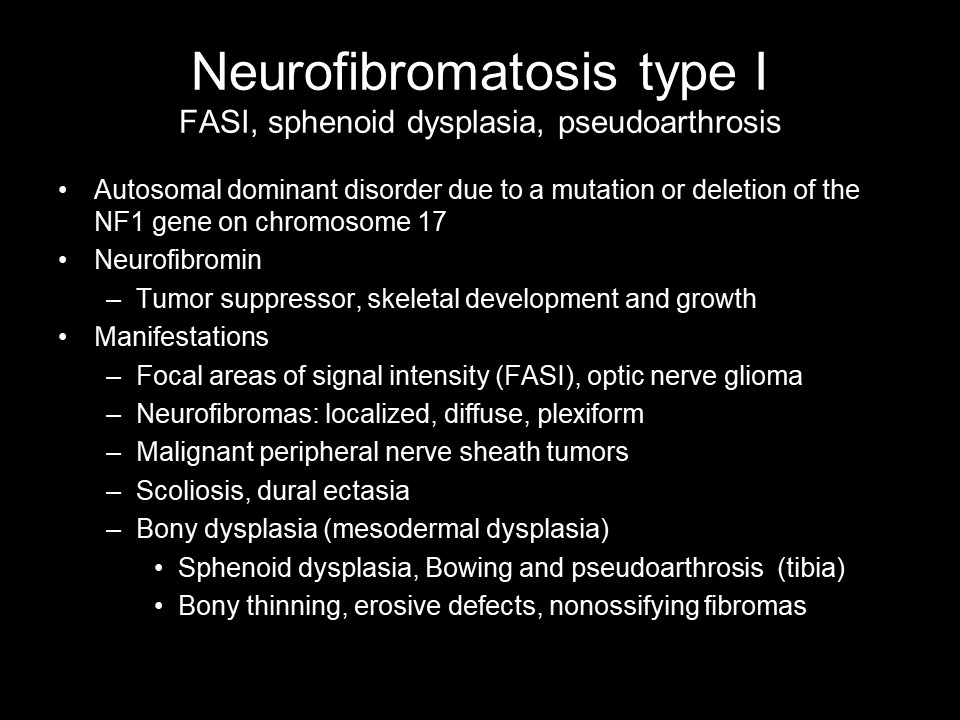 Neurofibromatosis type I
FASI, sphenoid dysplasia, pseudoarthrosis
• Autosomal dominant disorder due to a mutation or deletion of the
NF1 gene on chromosome 17
• Neurofibromin
– Tumor suppressor, skeletal development and growth
• Manifestations
– Focal areas of signal intensity (FASI), optic nerve glioma
– Neurofibromas: localized, diffuse, plexiform
– Malignant peripheral nerve sheath tumors
– Scoliosis, dural ectasia
– Bony dysplasia (mesodermal dysplasia)
• Sphenoid dysplasia, Bowing and pseudoarthrosis  (tibia)
• Bony thinning, erosive defects, nonossifying fibromas